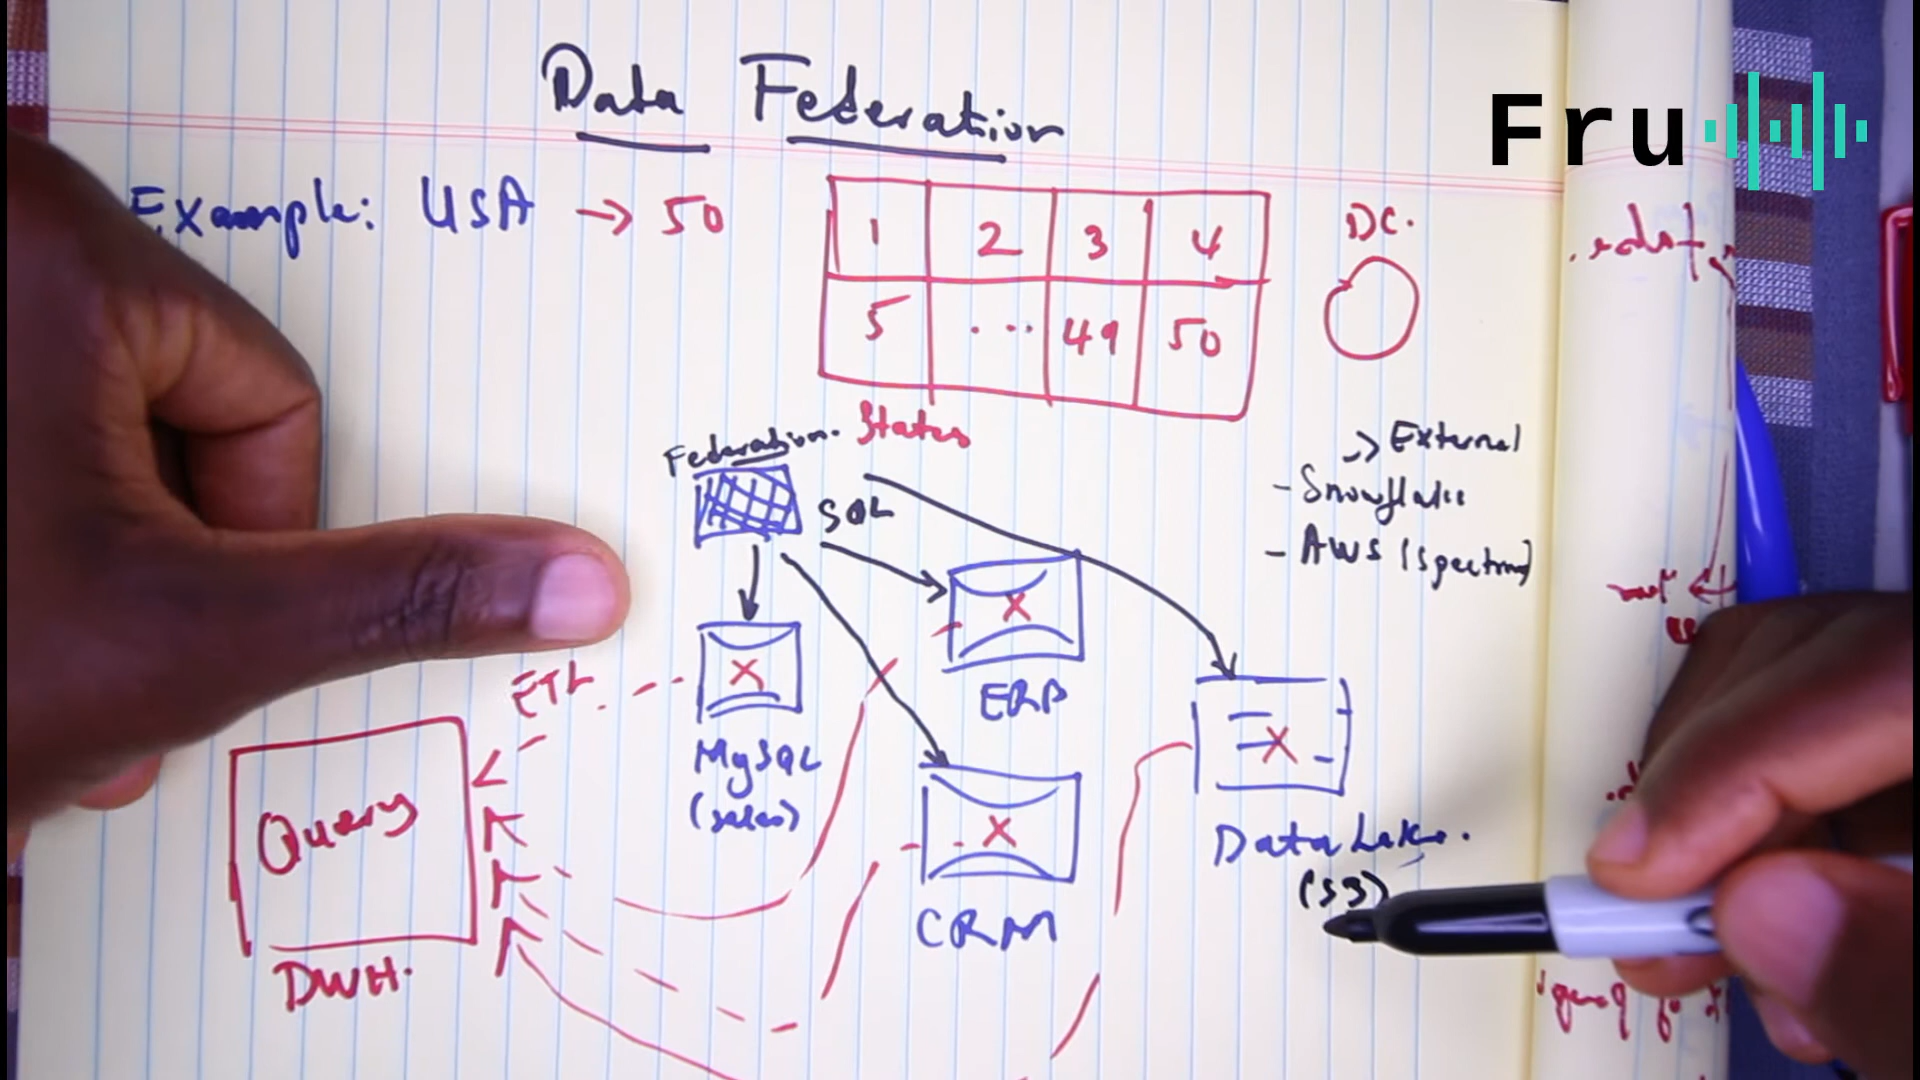 Data Federation
Fru
Example: USA → 50
1 2 3 4
5 ... 49 50
DC.
States
Federation.
SQL
→ External
- Snowflake
- AWS (Spectrum)
ETL
X
X
X
X
ERP
MySQL
(sales)
Query
DWH.
CRM
Data Lake.
(S3)